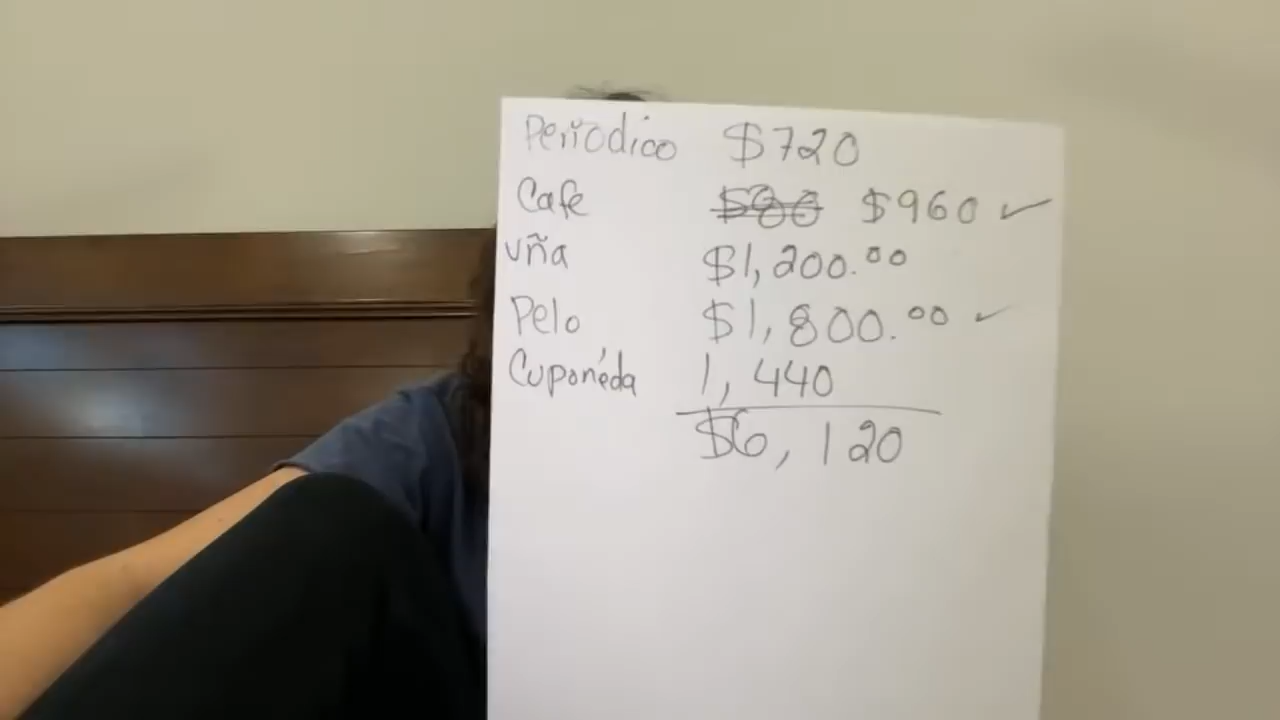 Periodico $720
Cafe $960 ✓
Uña $1,200.00
Pelo $1,800.00 ✓
Cuponéda 1,440
$6,120